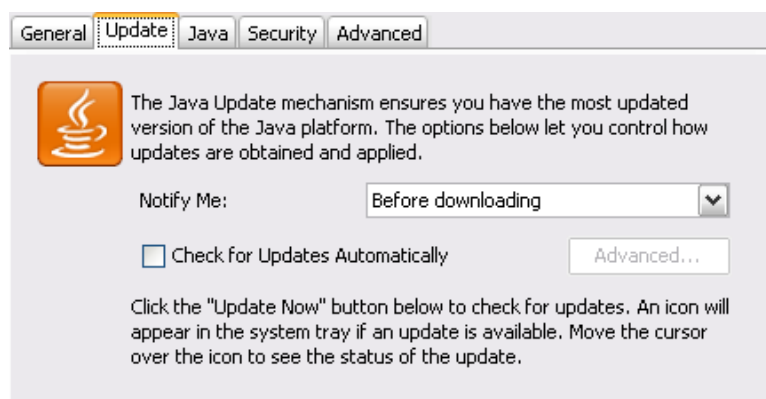 General Update Java Security Advanced
The Java Update mechanism ensures you have the most updated
version of the Java platform. The options below let you control how
updates are obtained and applied.
Notify Me: Before downloading
Check for Updates Automatically Advanced...
Click the "Update Now" button below to check for updates. An icon will
appear in the system tray if an update is available. Move the cursor
over the icon to see the status of the update.